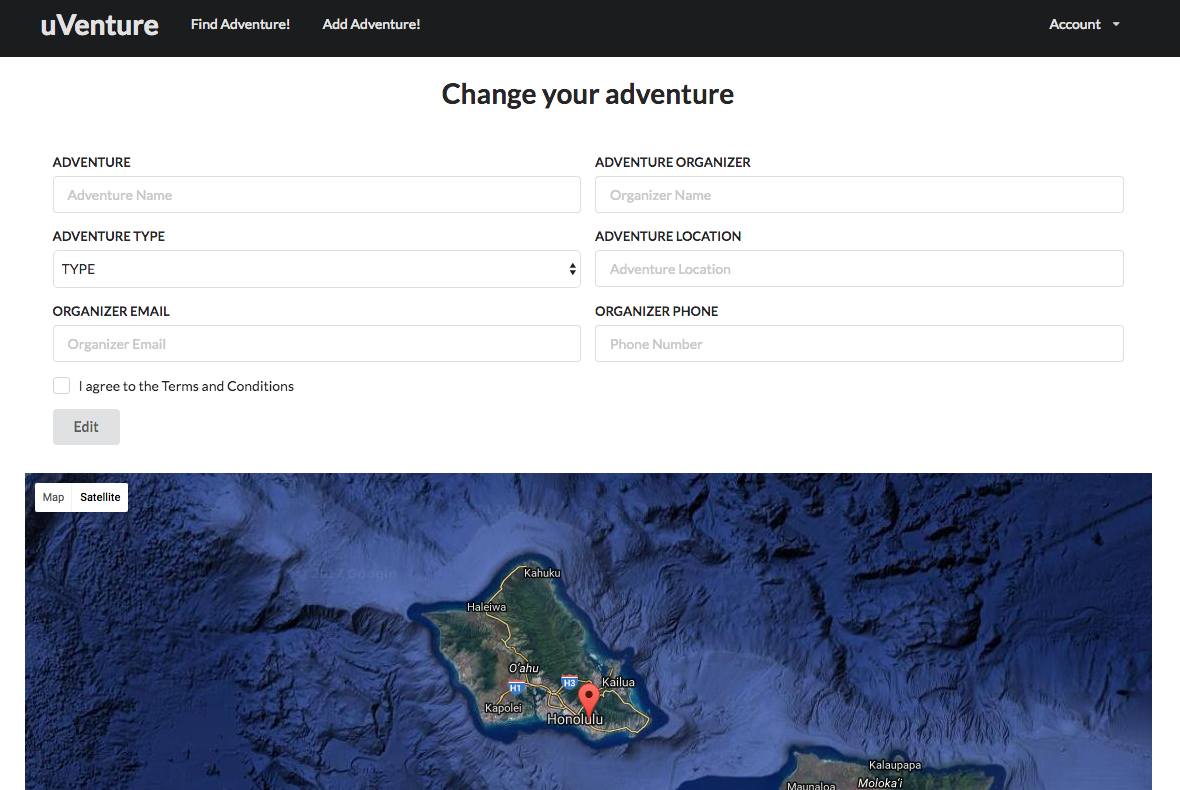 uVenture Find Adventure! Add Adventure! Account
Change your adventure
ADVENTURE ADVENTURE ORGANIZER
Adventure Name Organizer Name
ADVENTURE TYPE ADVENTURE LOCATION
TYPE Adventure Location
ORGANIZER EMAIL ORGANIZER PHONE
Organizer Email Phone Number
I agree to the Terms and Conditions
Edit
Map Satellite
Kahuku
Haleiwa
O'ahu
H1 H3 Kailua
Kapolei
Honolulu
Kalaupapa
Maunaloa Moloka'i